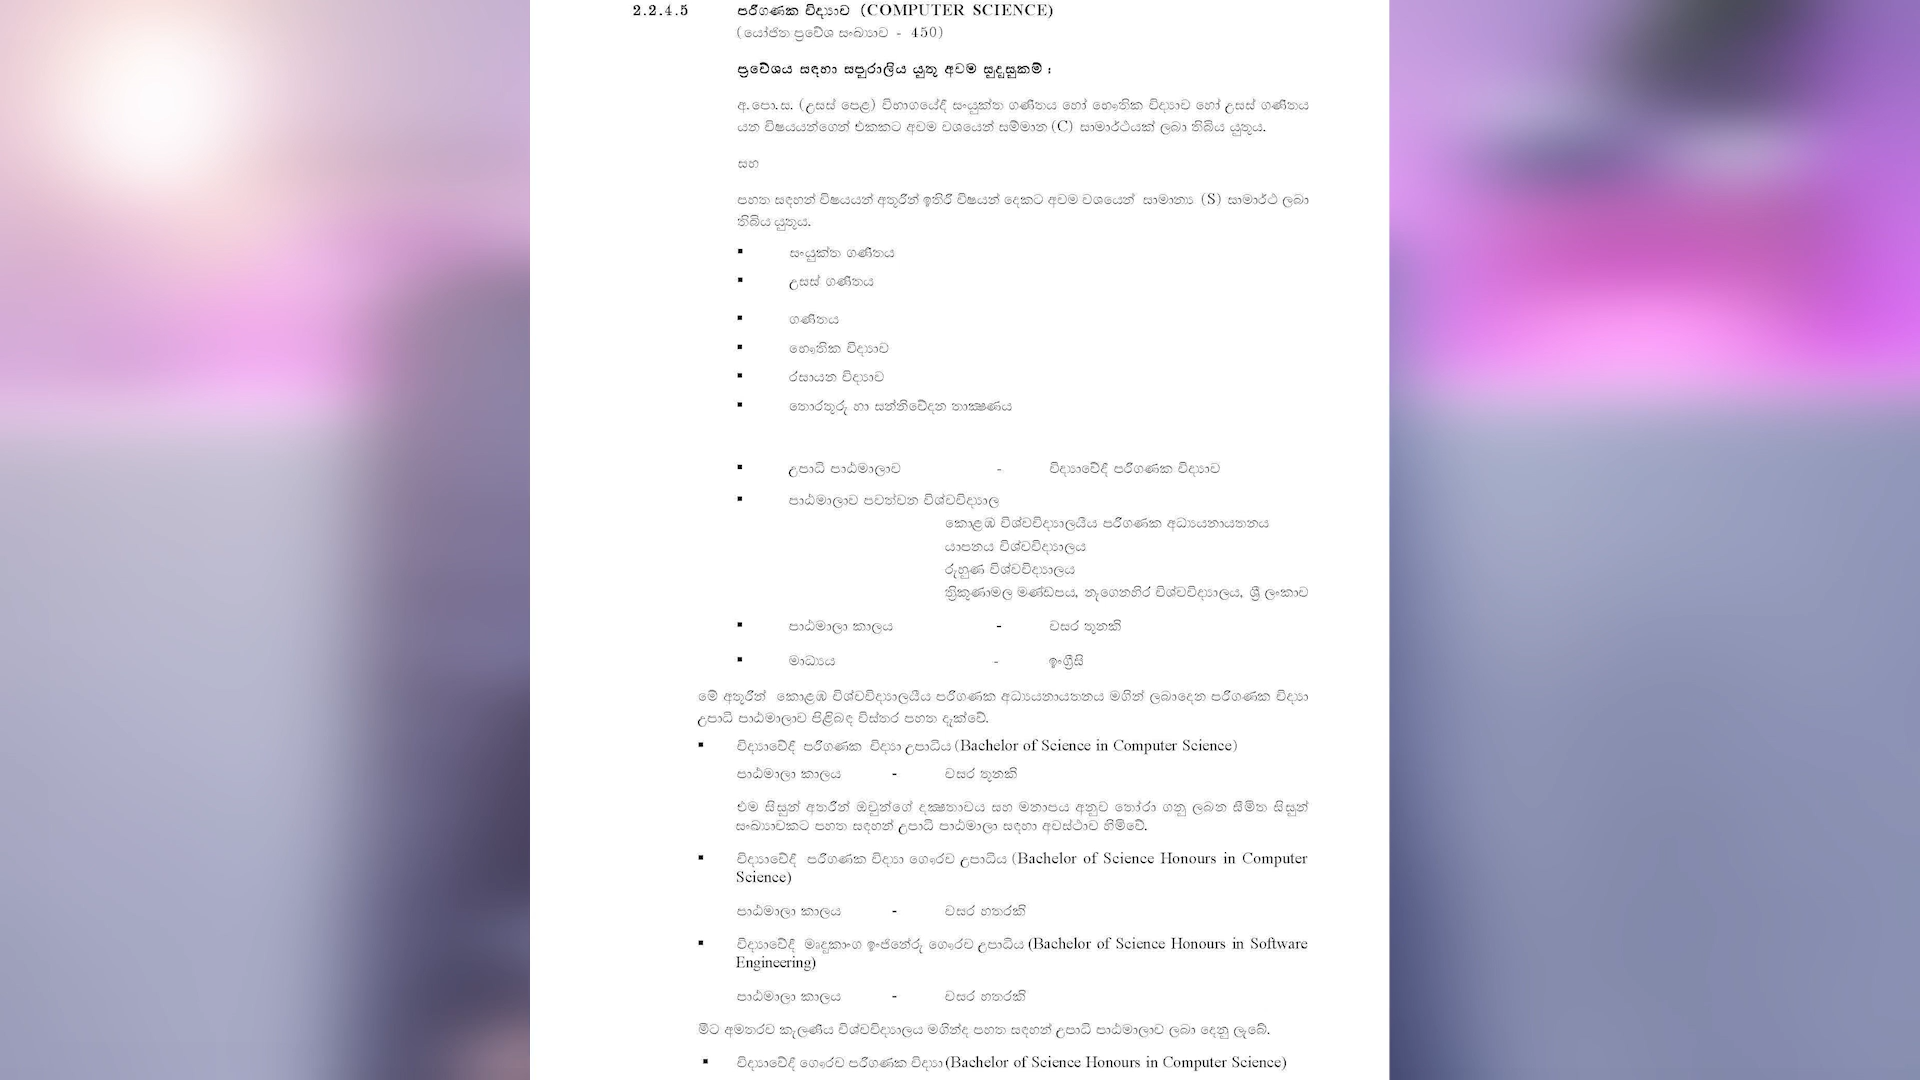 2.2.4.5 පරිගණක විද්‍යාව (COMPUTER SCIENCE)
(යෝජිත ප්‍රවේශ සංඛ්‍යාව - 450)
ප්‍රවේශය සඳහා සපුරාලිය යුතු අවම සුදුසුකම් :
අ.පො.ස. (උසස් පෙළ) විභාගයේදී සංයුක්ත ගණිතය හෝ භෞතික විද්‍යාව හෝ උසස් ගණිතය
යන විෂයයන්ගෙන් එකකට අවම වශයෙන් සම්මාන (C) සාමාර්ථයක් ලබා තිබිය යුතුය.
සහ
පහත සඳහන් විෂයයන් අතුරින් ඉතිරි විෂයන් දෙකට අවම වශයෙන් සාමාන්‍ය (S) සාමාර්ථ ලබා
තිබිය යුතුය.
▪ සංයුක්ත ගණිතය
▪ උසස් ගණිතය
▪ ගණිතය
▪ භෞතික විද්‍යාව
▪ රසායන විද්‍යාව
▪ තොරතුරු හා සන්නිවේදන තාක්‍ෂණය
▪ උපාධි පාඨමාලාව - විද්‍යාවේදී පරිගණක විද්‍යාව
▪ පාඨමාලාව පවත්වන විශ්වවිද්‍යාල
කොළඹ විශ්වවිද්‍යාලයීය පරිගණක අධ්‍යයනායතනය
යාපනය විශ්වවිද්‍යාලය
රුහුණ විශ්වවිද්‍යාලය
ත්‍රිකුණාමල මණ්ඩපය, නැගෙනහිර විශ්වවිද්‍යාලය, ශ්‍රී ලංකාව
▪ පාඨමාලා කාලය - වසර තුනකි
▪ මාධ්‍යය - ඉංග්‍රීසි
මේ අතුරින් කොළඹ විශ්වවිද්‍යාලයීය පරිගණක අධ්‍යයනායතනය මගින් ලබාදෙන පරිගණක විද්‍යා
උපාධි පාඨමාලාව පිළිබඳ විස්තර පහත දැක්වේ.
▪ විද්‍යාවේදී පරිගණක විද්‍යා උපාධිය (Bachelor of Science in Computer Science)
පාඨමාලා කාලය - වසර තුනකි
එම සිසුන් අතරින් ඔවුන්ගේ දක්‍ෂතාවය සහ මනාපය අනුව තෝරා ගනු ලබන සීමිත සිසුන්
සංඛ්‍යාවකට පහත සඳහන් උපාධි පාඨමාලා සඳහා අවස්ථාව හිමිවේ.
▪ විද්‍යාවේදී පරිගණක විද්‍යා ගෞරව උපාධිය (Bachelor of Science Honours in Computer
Science)
පාඨමාලා කාලය - වසර හතරකි
▪ විද්‍යාවේදී මෘදුකාංග ඉංජිනේරු ගෞරව උපාධිය (Bachelor of Science Honours in Software
Engineering)
පාඨමාලා කාලය - වසර හතරකි
මීට අමතරව කැලණිය විශ්වවිද්‍යාලය මගින්ද පහත සඳහන් උපාධි පාඨමාලාව ලබා දෙනු ලැබේ.
▪ විද්‍යාවේදී ගෞරව පරිගණක විද්‍යා (Bachelor of Science Honours in Computer Science)